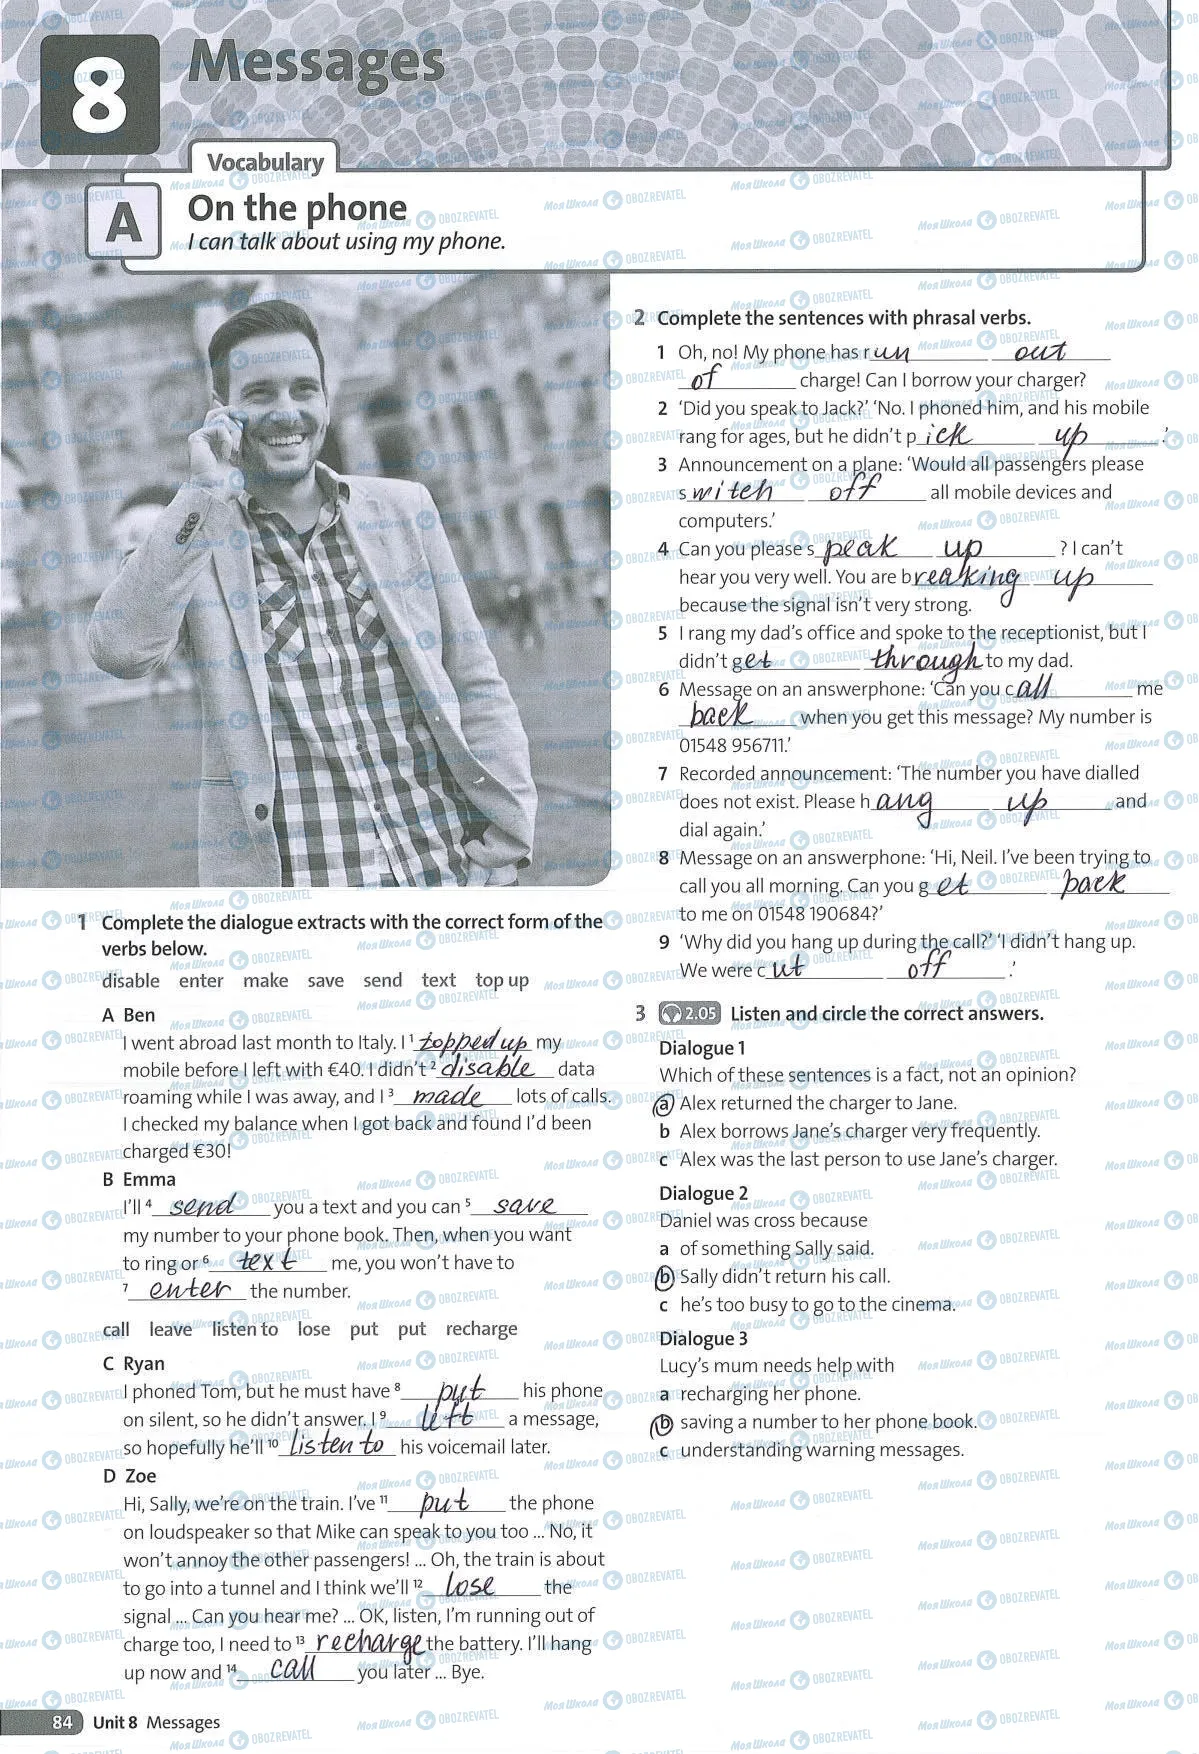 8
Messages
Vocabulary
A
On the phone
I can talk about using my phone.
1 Complete the dialogue extracts with the correct form of the
verbs below.
disable enter make save send text top up
A Ben
I went abroad last month to Italy. I ¹ topped up my
mobile before I left with €40. I didn't ² disable data
roaming while I was away, and I ³ made lots of calls.
I checked my balance when I got back and found I'd been
charged €30!
B Emma
I'll ⁴ send you a text and you can ⁵ save
my number to your phone book. Then, when you want
to ring or ⁶ text me, you won't have to
⁷ enter the number.
call leave listen to lose put put recharge
C Ryan
I phoned Tom, but he must have ⁸ put his phone
on silent, so he didn't answer. I ⁹ left a message,
so hopefully he'll ¹⁰ listen to his voicemail later.
D Zoe
Hi, Sally, we're on the train. I've ¹¹ put the phone
on loudspeaker so that Mike can speak to you too ... No, it
won't annoy the other passengers! ... Oh, the train is about
to go into a tunnel and I think we'll ¹² lose the
signal ... Can you hear me? ... OK, listen, I'm running out of
charge too, I need to ¹³ recharge the battery. I'll hang
up now and ¹⁴ call you later ... Bye.
2 Complete the sentences with phrasal verbs.
1 Oh, no! My phone has run out
of charge! Can I borrow your charger?
2 'Did you speak to Jack?' 'No. I phoned him, and his mobile
rang for ages, but he didn't pick up.'
3 Announcement on a plane: 'Would all passengers please
switch off all mobile devices and
computers.'
4 Can you please speak up? I can't
hear you very well. You are breaking up
because the signal isn't very strong.
5 I rang my dad's office and spoke to the receptionist, but I
didn't get through to my dad.
6 Message on an answerphone: 'Can you call me
back when you get this message? My number is
01548 956711.'
7 Recorded announcement: 'The number you have dialled
does not exist. Please hang up and
dial again.'
8 Message on an answerphone: 'Hi, Neil. I've been trying to
call you all morning. Can you get back
to me on 01548 190684?'
9 'Why did you hang up during the call?' 'I didn't hang up.
We were cut off.'
3 2.05 Listen and circle the correct answers.
Dialogue 1
Which of these sentences is a fact, not an opinion?
a Alex returned the charger to Jane.
b Alex borrows Jane's charger very frequently.
c Alex was the last person to use Jane's charger.
Dialogue 2
Daniel was cross because
a of something Sally said.
b Sally didn't return his call.
c he's too busy to go to the cinema.
Dialogue 3
Lucy's mum needs help with
a recharging her phone.
b saving a number to her phone book.
c understanding warning messages.
84 Unit 8 Messages
МояШкола OBOZREVATEL